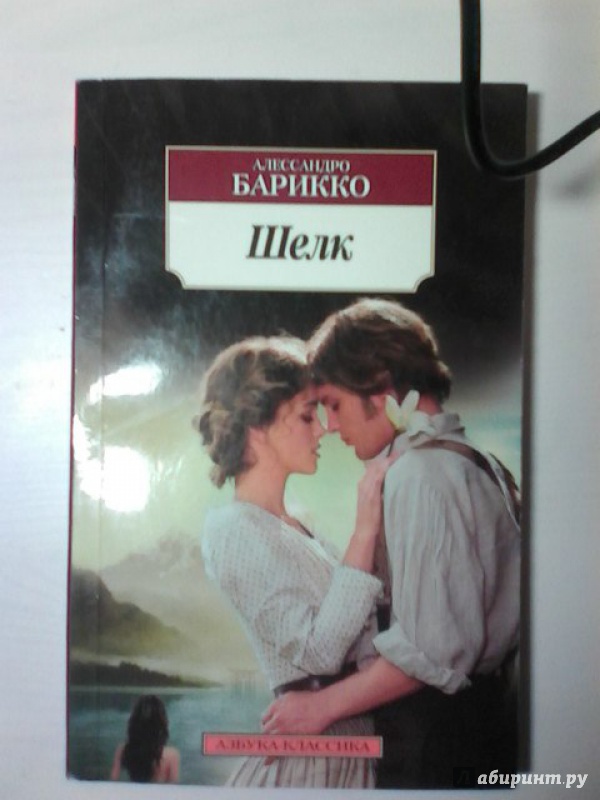 АЛЕССАНДРО
БАРИККО
Шелк
АЗБУКА-КЛАССИКА
Лабиринт.ру